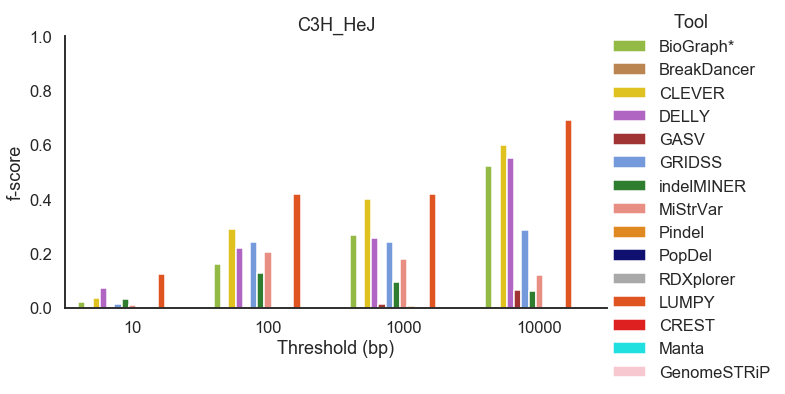 C3H_HeJ
1.0
0.8
0.6
0.4
0.2
0.0
f-score
10
100
1000
10000
Threshold (bp)
Tool
BioGraph*
BreakDancer
CLEVER
DELLY
GASV
GRIDSS
indelMINER
MiStrVar
Pindel
PopDel
RDXplorer
LUMPY
CREST
Manta
GenomeSTRiP